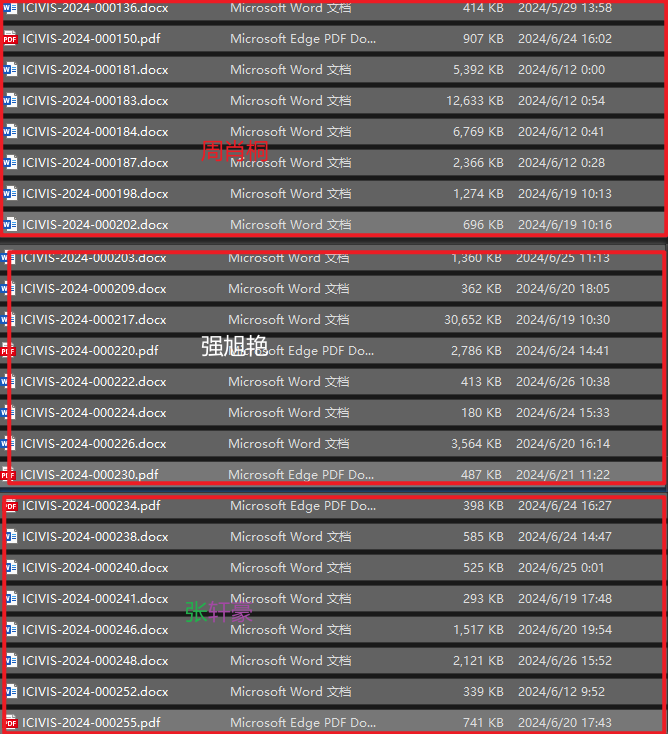 ICIVIS-2024-000136.docx Microsoft Word 文档 414 KB 2024/5/29 13:58
PDF ICIVIS-2024-000150.pdf Microsoft Edge PDF Do... 907 KB 2024/6/24 16:02
ICIVIS-2024-000181.docx Microsoft Word 文档 5,392 KB 2024/6/12 0:00
ICIVIS-2024-000183.docx Microsoft Word 文档 12,633 KB 2024/6/12 0:54
ICIVIS-2024-000184.docx Microsoft Word 文档 6,769 KB 2024/6/12 0:41
周尚桐
ICIVIS-2024-000187.docx Microsoft Word 文档 2,366 KB 2024/6/12 0:28
ICIVIS-2024-000198.docx Microsoft Word 文档 1,274 KB 2024/6/19 10:13
ICIVIS-2024-000202.docx Microsoft Word 文档 696 KB 2024/6/19 10:16
ICIVIS-2024-000203.docx Microsoft Word 文档 1,360 KB 2024/6/25 11:13
ICIVIS-2024-000209.docx Microsoft Word 文档 362 KB 2024/6/20 18:05
ICIVIS-2024-000217.docx Microsoft Word 文档 30,652 KB 2024/6/19 10:30
强旭艳
PDF ICIVIS-2024-000220.pdf Microsoft Edge PDF Do... 2,786 KB 2024/6/24 14:41
ICIVIS-2024-000222.docx Microsoft Word 文档 413 KB 2024/6/26 10:38
ICIVIS-2024-000224.docx Microsoft Word 文档 180 KB 2024/6/24 15:33
ICIVIS-2024-000226.docx Microsoft Word 文档 3,564 KB 2024/6/20 16:14
PDF ICIVIS-2024-000230.pdf Microsoft Edge PDF Do... 487 KB 2024/6/21 11:22
PDF ICIVIS-2024-000234.pdf Microsoft Edge PDF Do... 398 KB 2024/6/24 16:27
ICIVIS-2024-000238.docx Microsoft Word 文档 585 KB 2024/6/24 14:47
ICIVIS-2024-000240.docx Microsoft Word 文档 525 KB 2024/6/25 0:01
ICIVIS-2024-000241.docx Microsoft Word 文档 293 KB 2024/6/19 17:48
张轩豪
ICIVIS-2024-000246.docx Microsoft Word 文档 1,517 KB 2024/6/20 19:54
ICIVIS-2024-000248.docx Microsoft Word 文档 2,121 KB 2024/6/26 15:52
ICIVIS-2024-000252.docx Microsoft Word 文档 339 KB 2024/6/12 9:52
PDF ICIVIS-2024-000255.pdf Microsoft Edge PDF Do... 741 KB 2024/6/20 17:43